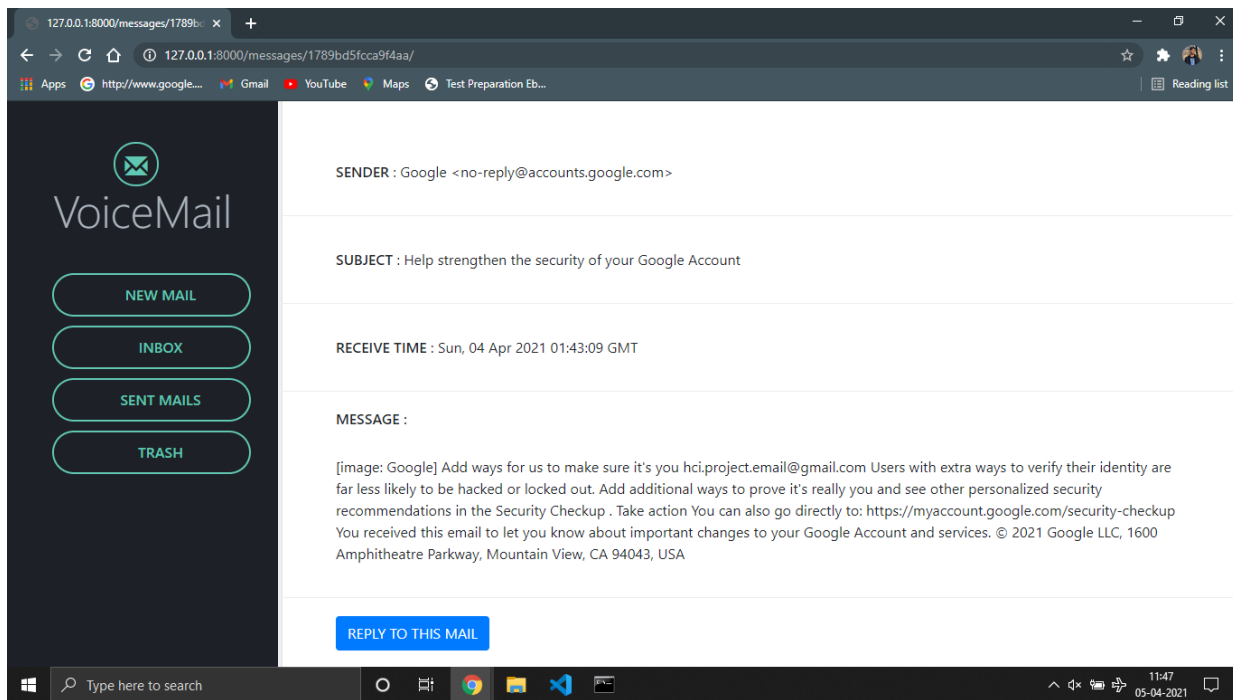 127.0.0.1:8000/messages/1789bd
127.0.0.1:8000/messages/1789bd5fcca9f4aa/
Apps http://www.google.... Gmail YouTube Maps Test Preparation Eb... Reading list
VoiceMail
NEW MAIL
INBOX
SENT MAILS
TRASH
SENDER : Google <no-reply@accounts.google.com>
SUBJECT : Help strengthen the security of your Google Account
RECEIVE TIME : Sun, 04 Apr 2021 01:43:09 GMT
MESSAGE :
[image: Google] Add ways for us to make sure it's you hci.project.email@gmail.com Users with extra ways to verify their identity are
far less likely to be hacked or locked out. Add additional ways to prove it's really you and see other personalized security
recommendations in the Security Checkup . Take action You can also go directly to: https://myaccount.google.com/security-checkup
You received this email to let you know about important changes to your Google Account and services. © 2021 Google LLC, 1600
Amphitheatre Parkway, Mountain View, CA 94043, USA
REPLY TO THIS MAIL
Type here to search
11:47
05-04-2021